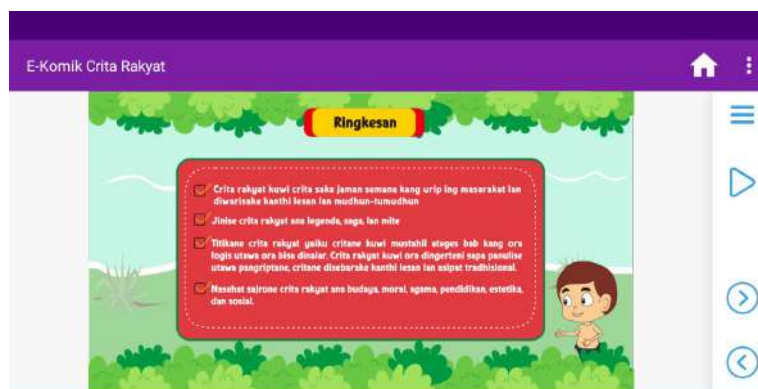 E-Komik Crita Rakyat
Ringkesan
Crita rakyat kuwi crita saka jaman semana kang urip ing masarakat lan
diwarisake kanthi lesan lan mudhun-tumudhun
Jinise crita rakyat ana legenda, saga, lan mite
Titikane crita rakyat yaiku critane kuwi mustahil ateges bab kang ora
logis utawa ora bisa dinalar. Crita rakyat kuwi ora dingerteni sapa panulise
utawa pangriptane, critane disebarake kanthi lesan lan asipat tradhisional.
Nasehat sajrone crita rakyat ana budaya, moral, agama, pendidikan, estetika,
dan sosial.